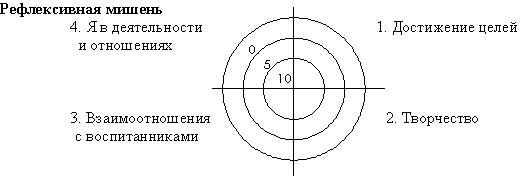 Рефлексивная мишень
4. Я в деятельности
и отношениях
1. Достижение целей
0
5
10
3. Взаимоотношения
с воспитанниками
2. Творчество